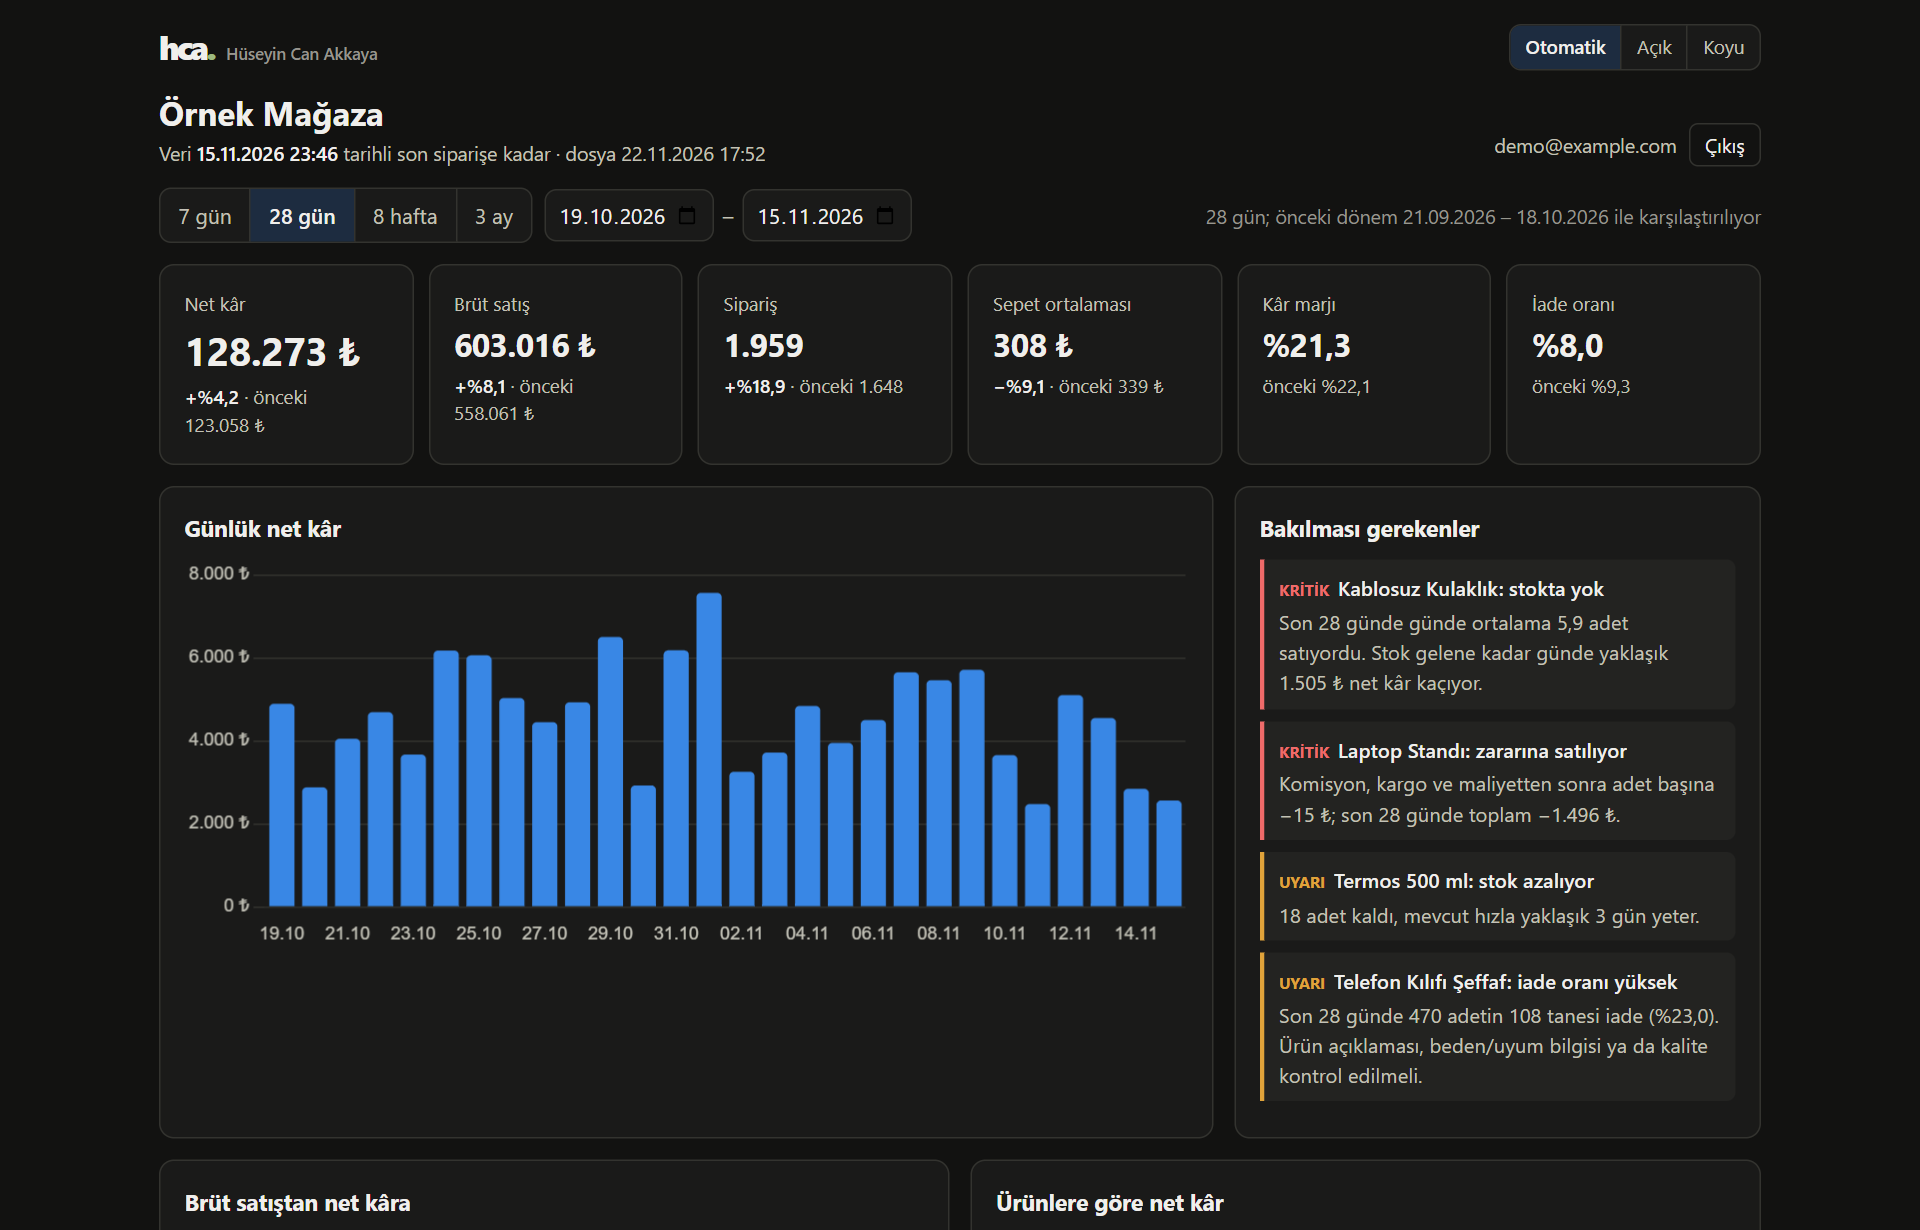 hca. Hüseyin Can Akkaya
Otomatik Açık Koyu
Örnek Mağaza
Veri 15.11.2026 23:46 tarihli son siparişe kadar · dosya 22.11.2026 17:52
demo@example.com Çıkış
7 gün 28 gün 8 hafta 3 ay 19.10.2026 – 15.11.2026
28 gün; önceki dönem 21.09.2026 – 18.10.2026 ile karşılaştırılıyor
Net kâr
128.273 ₺
+%4,2 · önceki
123.058 ₺
Brüt satış
603.016 ₺
+%8,1 · önceki
558.061 ₺
Sipariş
1.959
+%18,9 · önceki 1.648
Sepet ortalaması
308 ₺
−%9,1 · önceki 339 ₺
Kâr marjı
%21,3
önceki %22,1
İade oranı
%8,0
önceki %9,3
Günlük net kâr
8.000 ₺
6.000 ₺
4.000 ₺
2.000 ₺
0 ₺
19.10 21.10 23.10 25.10 27.10 29.10 31.10 02.11 04.11 06.11 08.11 10.11 12.11 14.11
Bakılması gerekenler
KRİTİK Kablosuz Kulaklık: stokta yok
Son 28 günde günde ortalama 5,9 adet
satıyordu. Stok gelene kadar günde yaklaşık
1.505 ₺ net kâr kaçıyor.
KRİTİK Laptop Standı: zararına satılıyor
Komisyon, kargo ve maliyetten sonra adet başına
−15 ₺; son 28 günde toplam −1.496 ₺.
UYARI Termos 500 ml: stok azalıyor
18 adet kaldı, mevcut hızla yaklaşık 3 gün yeter.
UYARI Telefon Kılıfı Şeffaf: iade oranı yüksek
Son 28 günde 470 adetin 108 tanesi iade (%23,0).
Ürün açıklaması, beden/uyum bilgisi ya da kalite
kontrol edilmeli.
Brüt satıştan net kâra
Ürünlere göre net kâr